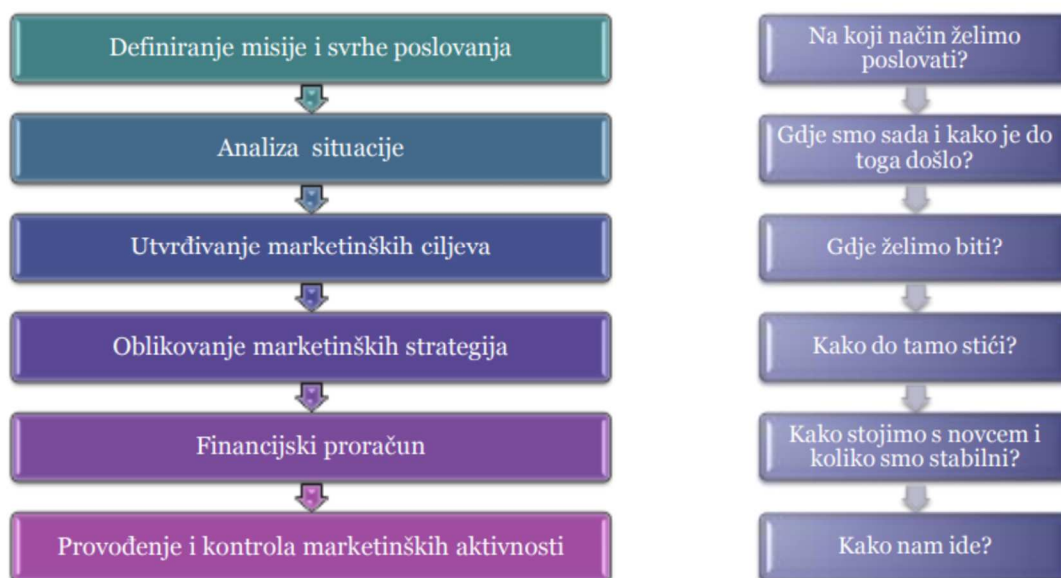 Definiranje misije i svrhe poslovanja
Na koji način želimo
poslovati?
Analiza situacije
Gdje smo sada i kako je do
toga došlo?
Utvrđivanje marketinških ciljeva
Gdje želimo biti?
Oblikovanje marketinških strategija
Kako do tamo stići?
Financijski proračun
Kako stojimo s novcem i
koliko smo stabilni?
Provođenje i kontrola marketinških aktivnosti
Kako nam ide?